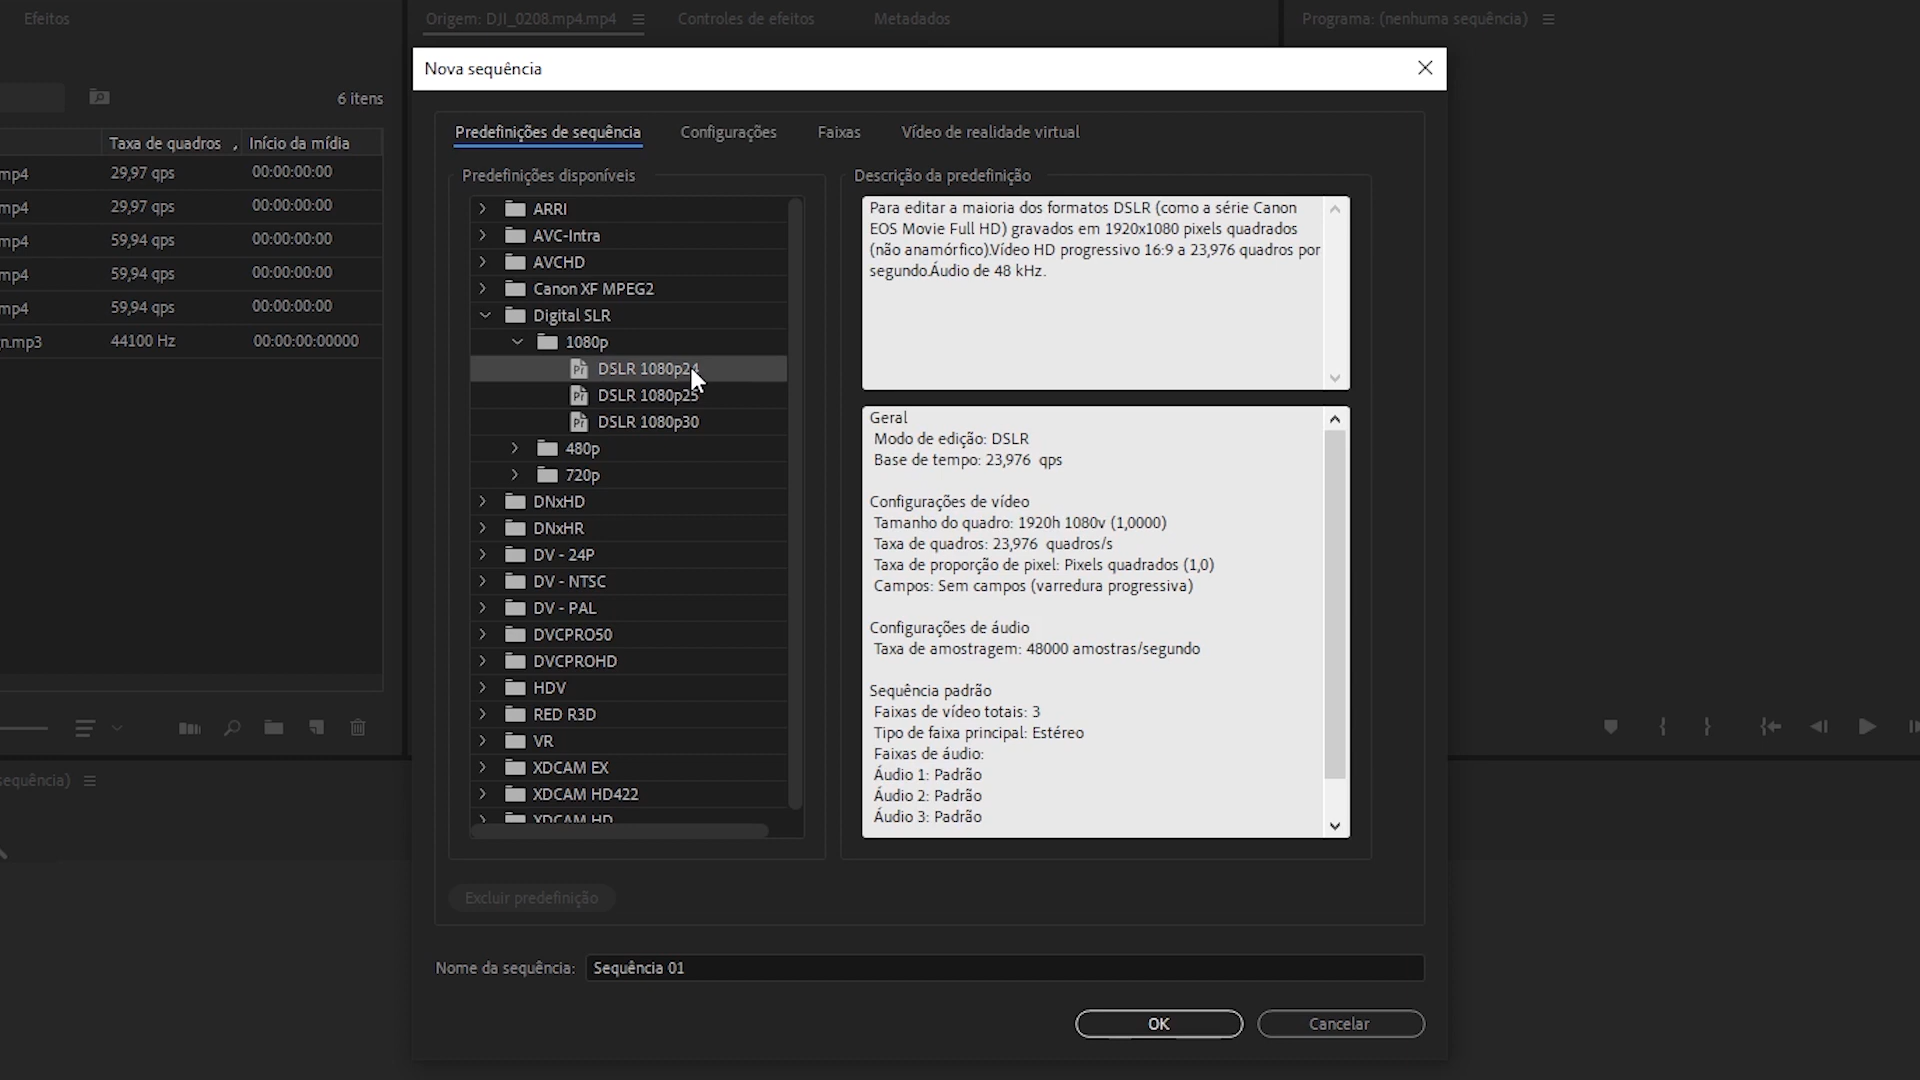 Efeitos
Origem: DJI_0208.mp4.mp4
Controles de efeitos
Metadados
Programa: (nenhuma sequência)
Nova sequência
6 itens
Taxa de quadros
Início da mídia
mp4 29,97 qps 00:00:00:00
mp4 29,97 qps 00:00:00:00
mp4 59,94 qps 00:00:00:00
mp4 59,94 qps 00:00:00:00
mp4 59,94 qps 00:00:00:00
n.mp3 44100 Hz 00:00:00:00000
sequência)
Predefinições de sequência
Configurações
Faixas
Vídeo de realidade virtual
Predefinições disponíveis
ARRI
AVC-Intra
AVCHD
Canon XF MPEG2
Digital SLR
1080p
DSLR 1080p24
DSLR 1080p25
DSLR 1080p30
480p
720p
DNxHD
DNxHR
DV - 24P
DV - NTSC
DV - PAL
DVCPRO50
DVCPROHD
HDV
RED R3D
VR
XDCAM EX
XDCAM HD422
XDCAM HD
Descrição da predefinição
Para editar a maioria dos formatos DSLR (como a série Canon
EOS Movie Full HD) gravados em 1920x1080 pixels quadrados
(não anamórfico).Vídeo HD progressivo 16:9 a 23,976 quadros por
segundo.Áudio de 48 kHz.
Geral
Modo de edição: DSLR
Base de tempo: 23,976 qps
Configurações de vídeo
Tamanho do quadro: 1920h 1080v (1,0000)
Taxa de quadros: 23,976 quadros/s
Taxa de proporção de pixel: Pixels quadrados (1,0)
Campos: Sem campos (varredura progressiva)
Configurações de áudio
Taxa de amostragem: 48000 amostras/segundo
Sequência padrão
Faixas de vídeo totais: 3
Tipo de faixa principal: Estéreo
Faixas de áudio:
Áudio 1: Padrão
Áudio 2: Padrão
Áudio 3: Padrão
Excluir predefinição
Nome da sequência: Sequência 01
OK
Cancelar